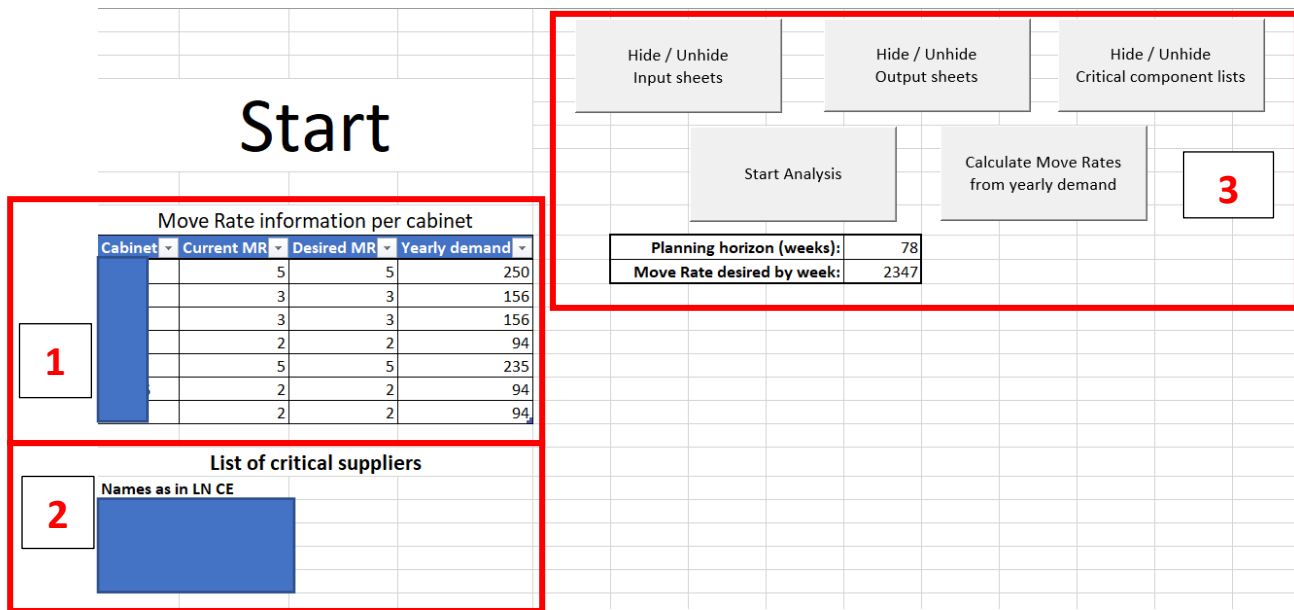 Start
Move Rate information per cabinet
Cabinet Current MR Desired MR Yearly demand
5 5 250
3 3 156
3 3 156
2 2 94
5 5 235
2 2 94
2 2 94
1
List of critical suppliers
Names as in LN CE
2
Hide / Unhide
Input sheets
Hide / Unhide
Output sheets
Hide / Unhide
Critical component lists
Start Analysis
Calculate Move Rates
from yearly demand
3
Planning horizon (weeks): 78
Move Rate desired by week: 2347